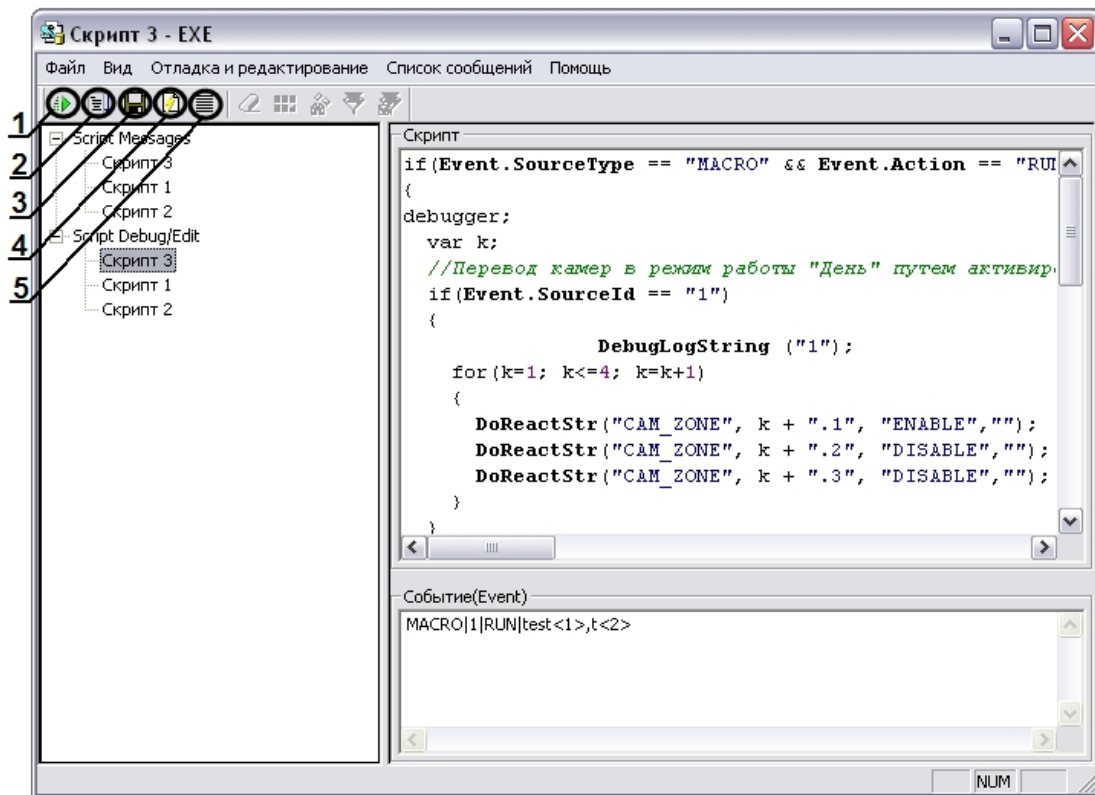 Скрипт 3 - EXE
Файл Вид Отладка и редактирование Список сообщений Помощь
1
2
3
4
5
Script Messages
Скрипт 3
Скрипт 1
Скрипт 2
Script Debug/Edit
Скрипт 3
Скрипт 1
Скрипт 2
Скрипт
if(Event.SourceType == "MACRO" && Event.Action == "RUN
{
debugger;
var k;
//Перевод камер в режим работы "День" путем активир
if(Event.SourceId == "1")
{
DebugLogString ("1");
for(k=1; k<=4; k=k+1)
{
DoReactStr("CAM_ZONE", k + ".1", "ENABLE","");
DoReactStr("CAM_ZONE", k + ".2", "DISABLE","");
DoReactStr("CAM_ZONE", k + ".3", "DISABLE","");
}
}
Событие(Event)
MACRO|1|RUN|test<1>,t<2>
NUM